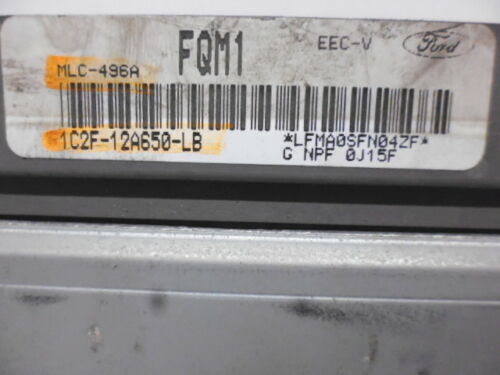 FQM1 EEC-V Ford
MLC-496A
1C2F-12A650-LB *LFMA0SFN04ZF*
G NPF 0J15F